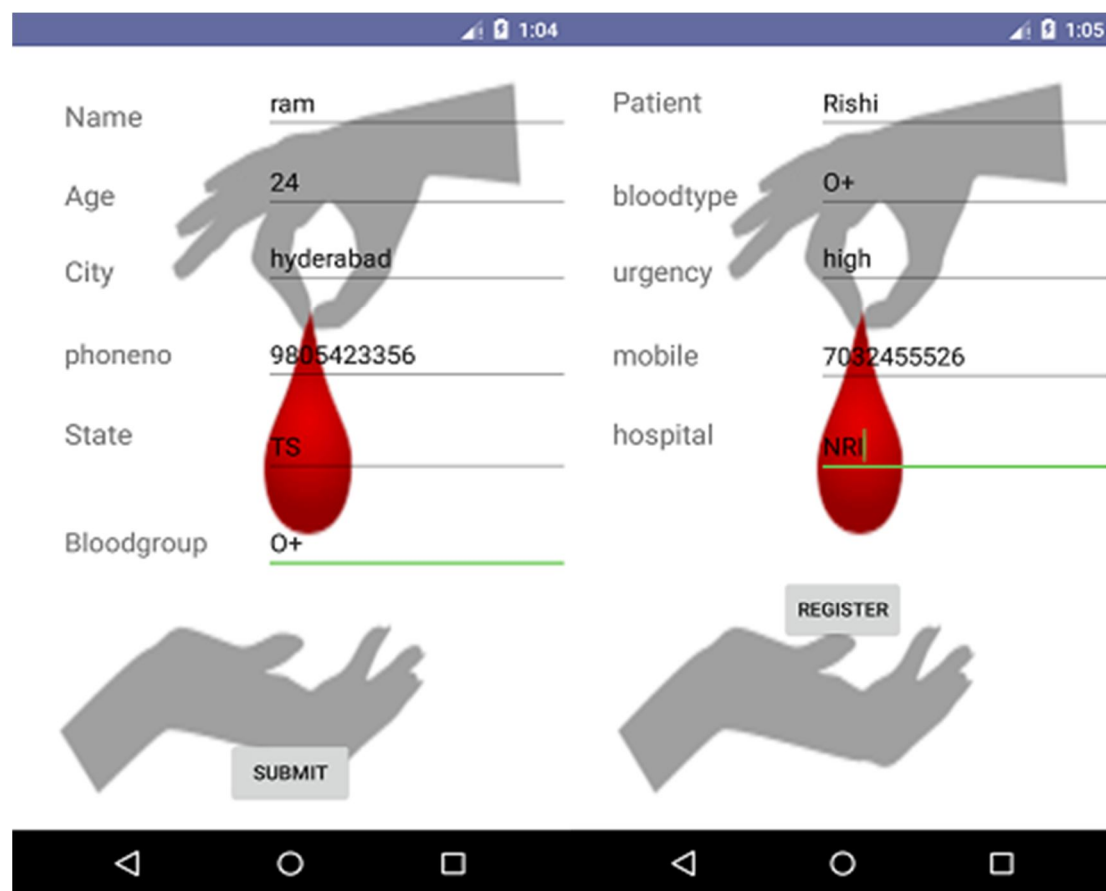 1:04
Name ram
Age 24
City hyderabad
phoneno 9805423356
State TS
Bloodgroup O+
SUBMIT
1:05
Patient Rishi
bloodtype O+
urgency high
mobile 7032455526
hospital NRI
REGISTER